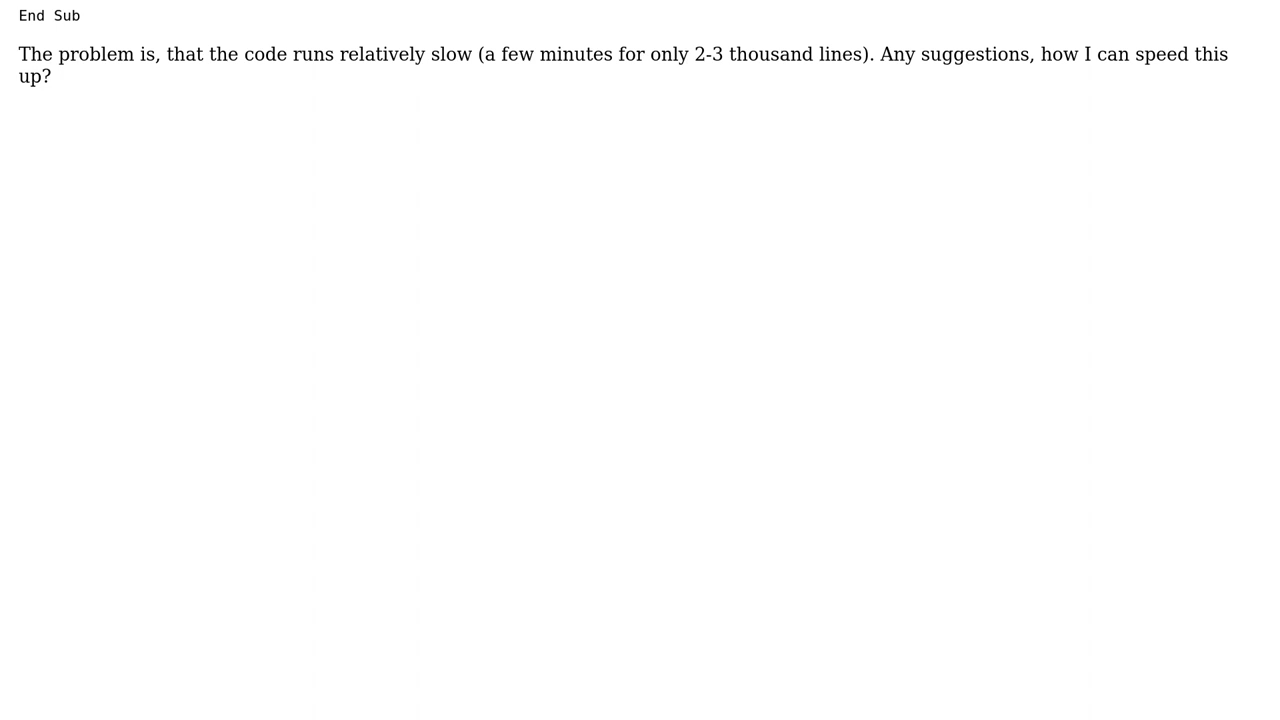 End Sub
The problem is, that the code runs relatively slow (a few minutes for only 2-3 thousand lines). Any suggestions, how I can speed this
up?